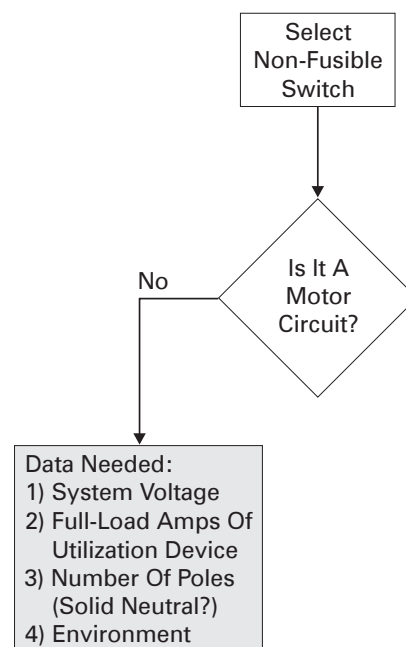 Select
Non-Fusible
Switch
Is It A
Motor
Circuit?
No
Data Needed:
1) System Voltage
2) Full-Load Amps Of
Utilization Device
3) Number Of Poles
(Solid Neutral?)
4) Environment